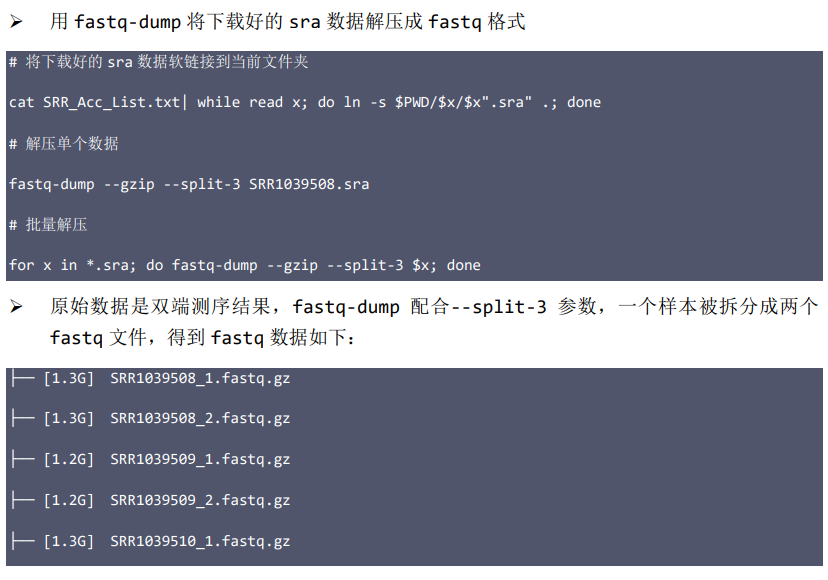 ➢ 用 fastq-dump 将下载好的 sra 数据解压成 fastq 格式
# 将下载好的 sra 数据软链接到当前文件夹
cat SRR_Acc_List.txt| while read x; do ln -s $PWD/$x/$x".sra" .; done
# 解压单个数据
fastq-dump --gzip --split-3 SRR1039508.sra
# 批量解压
for x in *.sra; do fastq-dump --gzip --split-3 $x; done
➢ 原始数据是双端测序结果，fastq-dump 配合--split-3 参数，一个样本被拆分成两个
fastq 文件，得到 fastq 数据如下：
├── [1.3G]  SRR1039508_1.fastq.gz
├── [1.3G]  SRR1039508_2.fastq.gz
├── [1.2G]  SRR1039509_1.fastq.gz
├── [1.2G]  SRR1039509_2.fastq.gz
├── [1.3G]  SRR1039510_1.fastq.gz